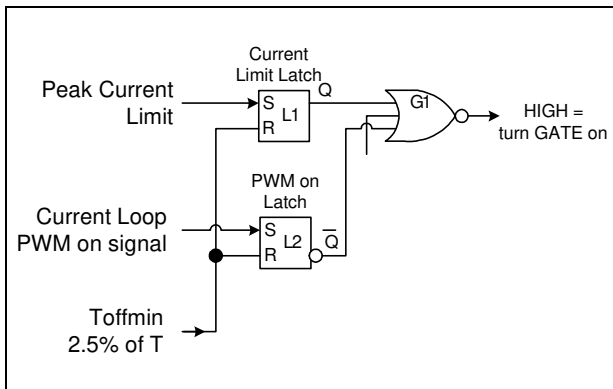 Current
Limit Latch
Peak Current
Limit
S
R
L1
Q
G1
HIGH =
turn GATE on
PWM on
Latch
Current Loop
PWM on signal
S
R
L2
Q̅
Toffmin
2.5% of T